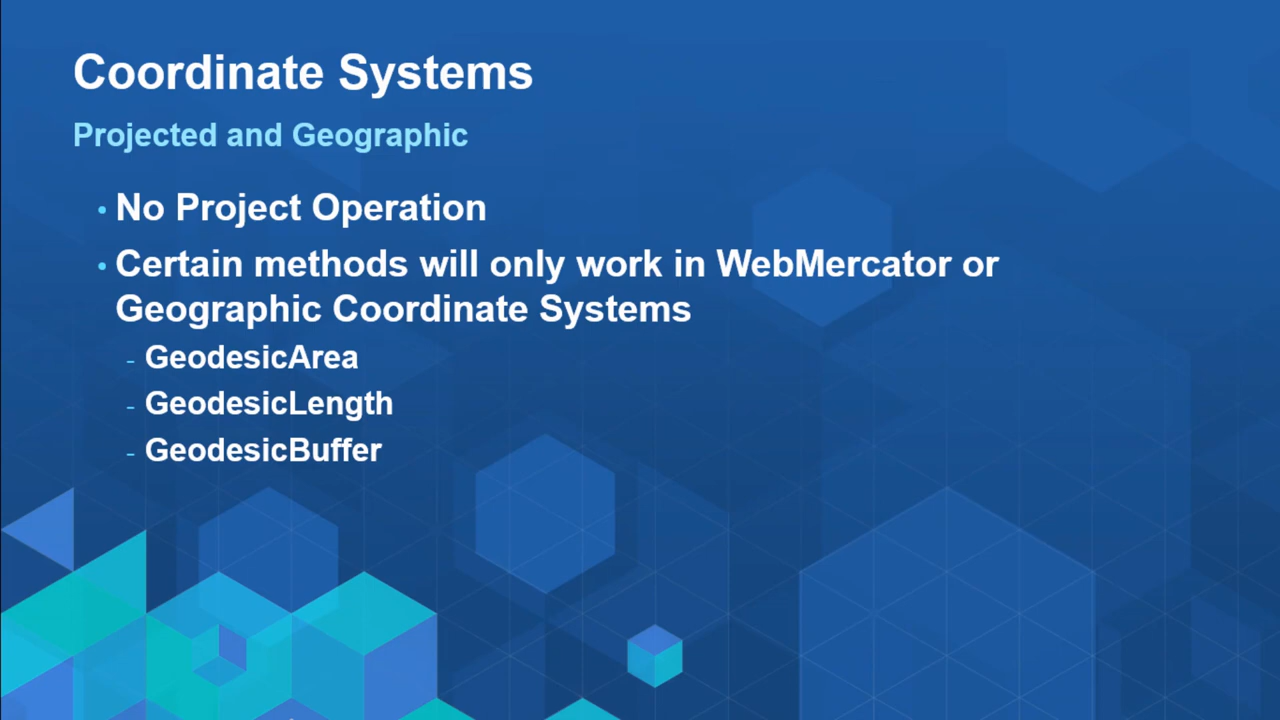 Coordinate Systems
Projected and Geographic
• No Project Operation
• Certain methods will only work in WebMercator or
Geographic Coordinate Systems
- GeodesicArea
- GeodesicLength
- GeodesicBuffer